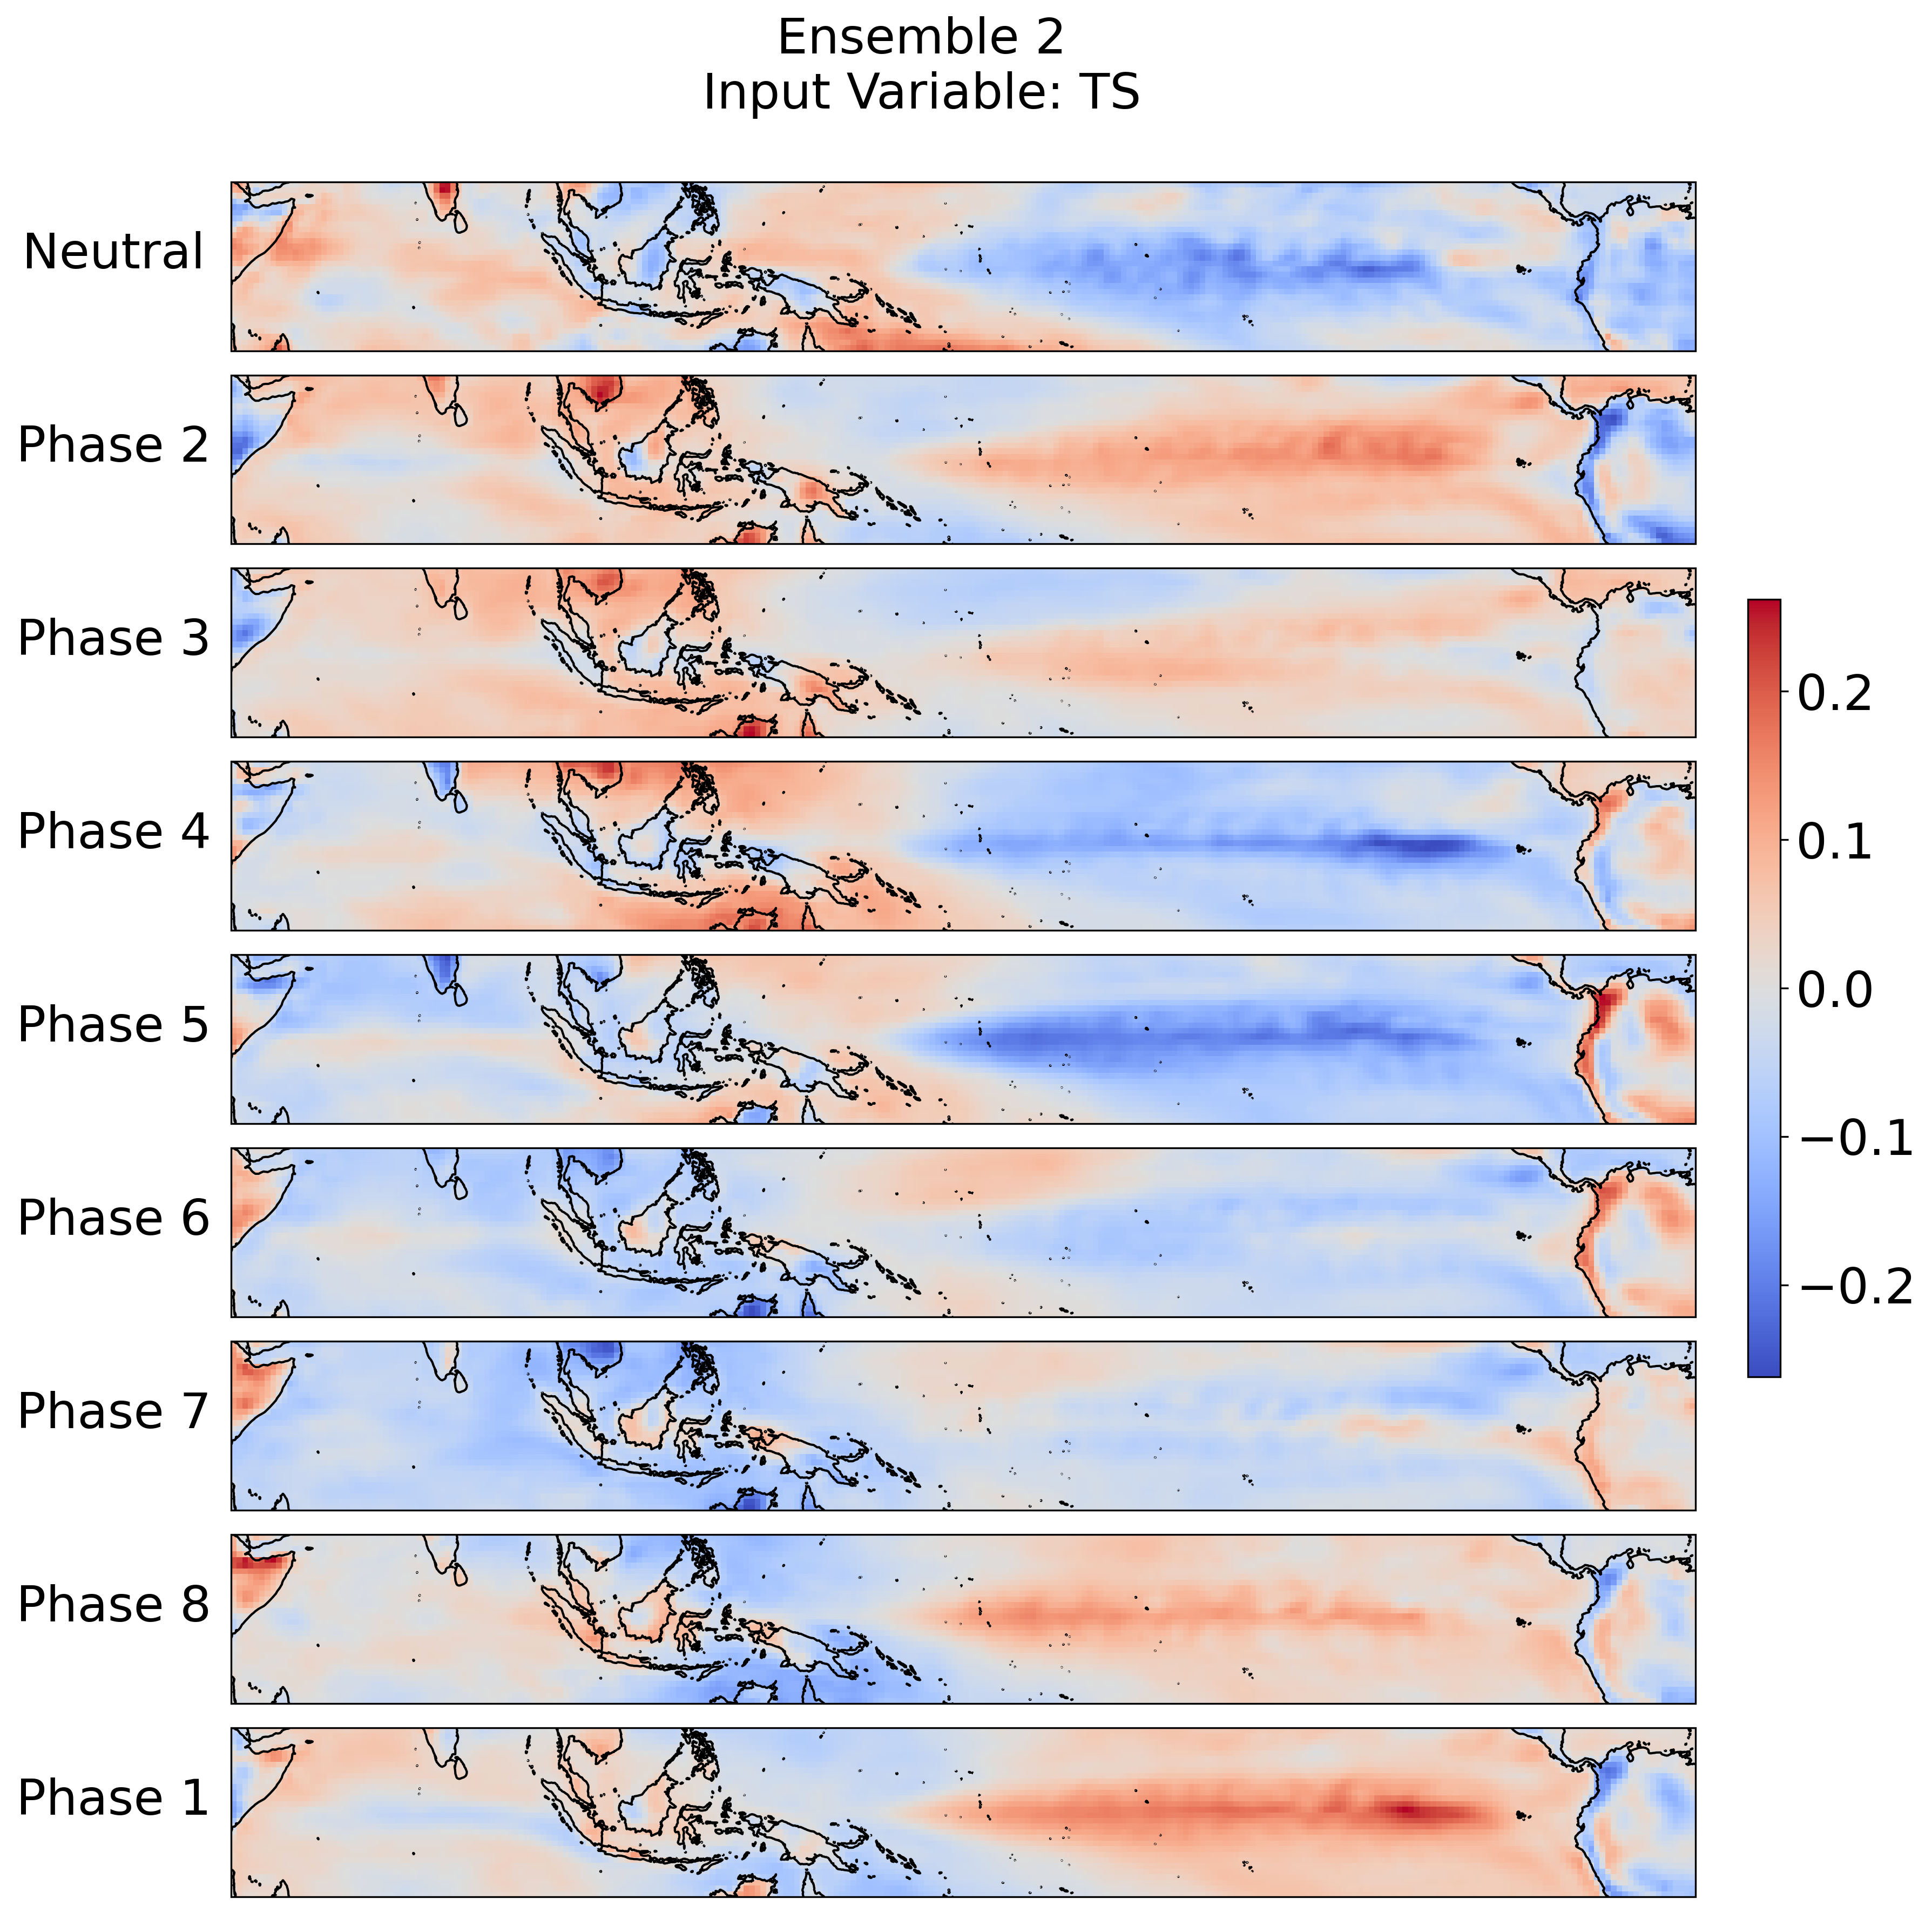 Ensemble 2
Input Variable: TS
Neutral
Phase 2
Phase 3
Phase 4
Phase 5
Phase 6
Phase 7
Phase 8
Phase 1
0.2
0.1
0.0
−0.1
−0.2